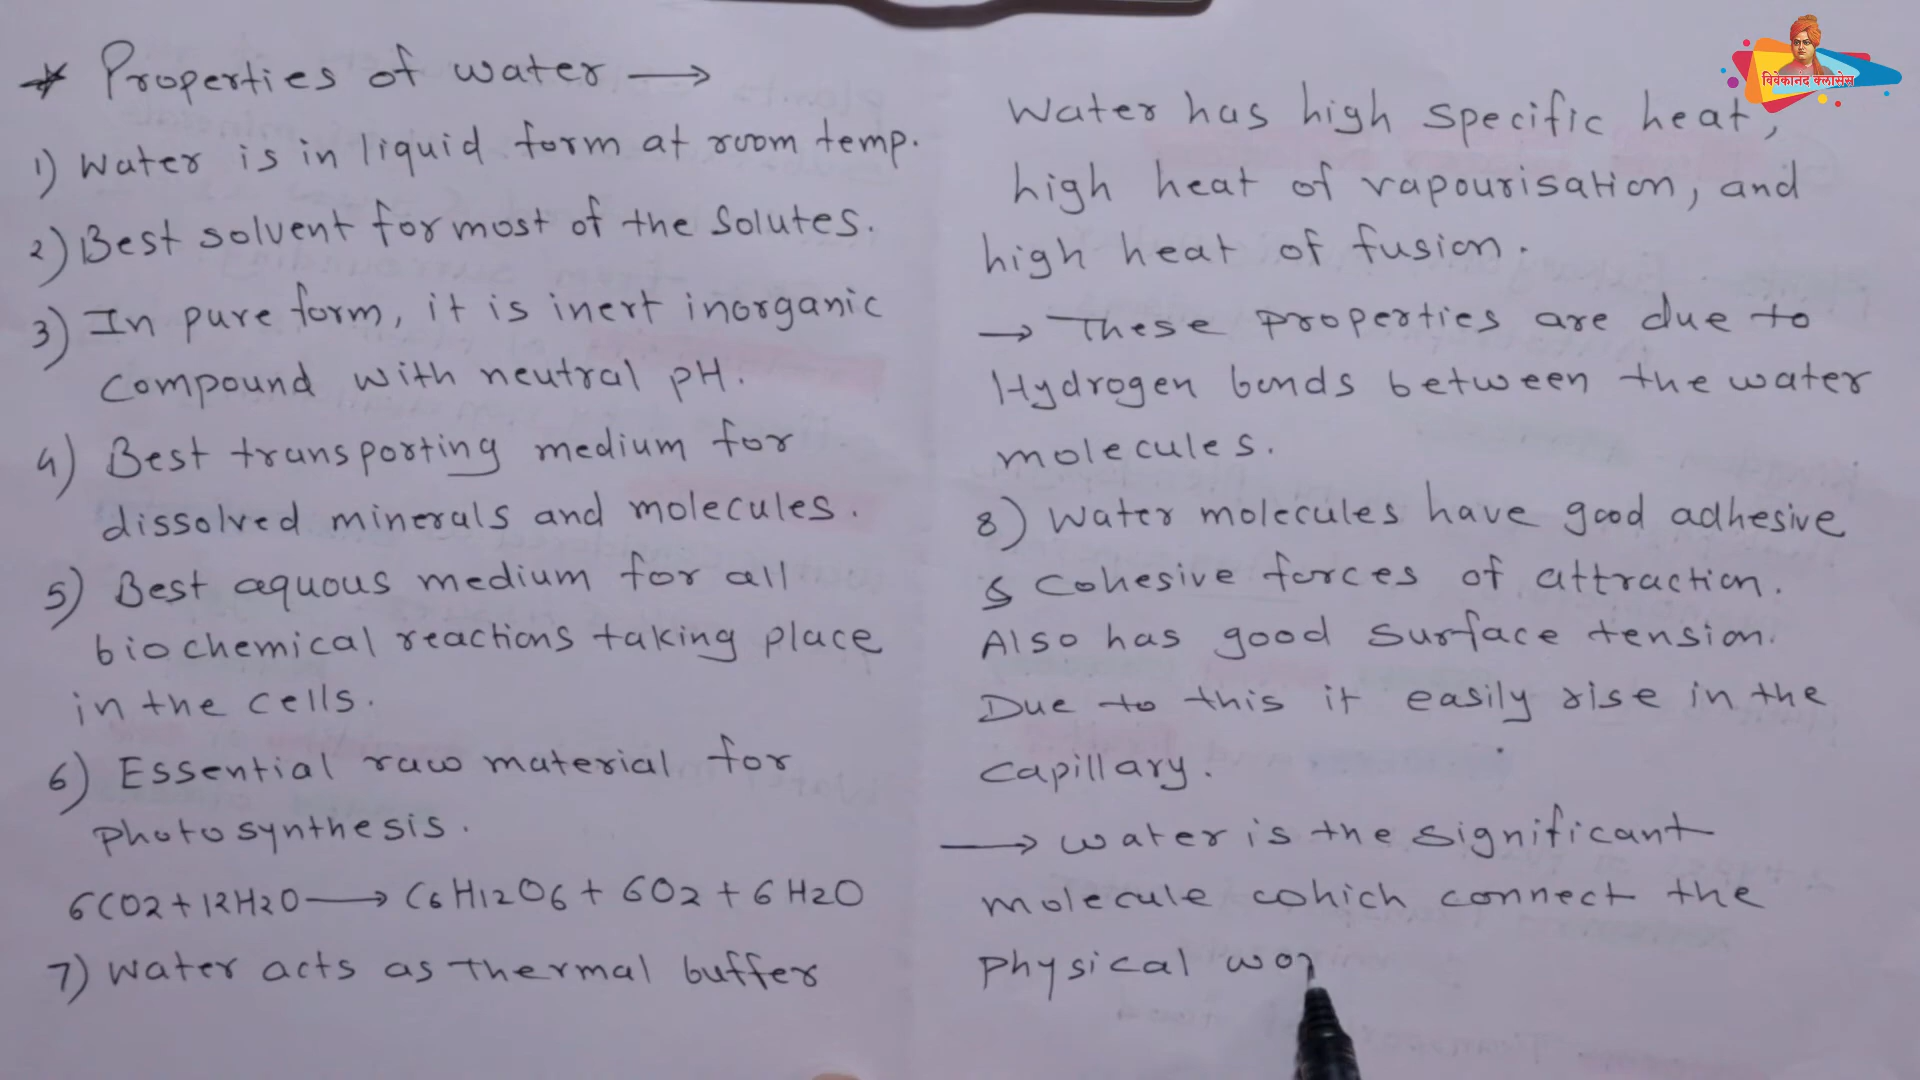 * Properties of water →
1) Water is in liquid form at room temp.
2) Best solvent for most of the solutes.
3) In pure form, it is inert inorganic
compound with neutral pH.
4) Best transporting medium for
dissolved minerals and molecules.
5) Best aquous medium for all
biochemical reactions taking place
in the cells.
6) Essential raw material for
photosynthesis.
6CO2 + 12H2O → C6H12O6 + 6O2 + 6H2O
7) Water acts as thermal buffer
Water has high specific heat,
high heat of vapourisation, and
high heat of fusion.
→ These properties are due to
Hydrogen bonds between the water
molecules.
8) Water molecules have good adhesive
& cohesive forces of attraction.
Also has good surface tension.
Due to this it easily rise in the
capillary.
→ Water is the significant
molecule which connect the
physical wor
विवेकानंद क्लासेस